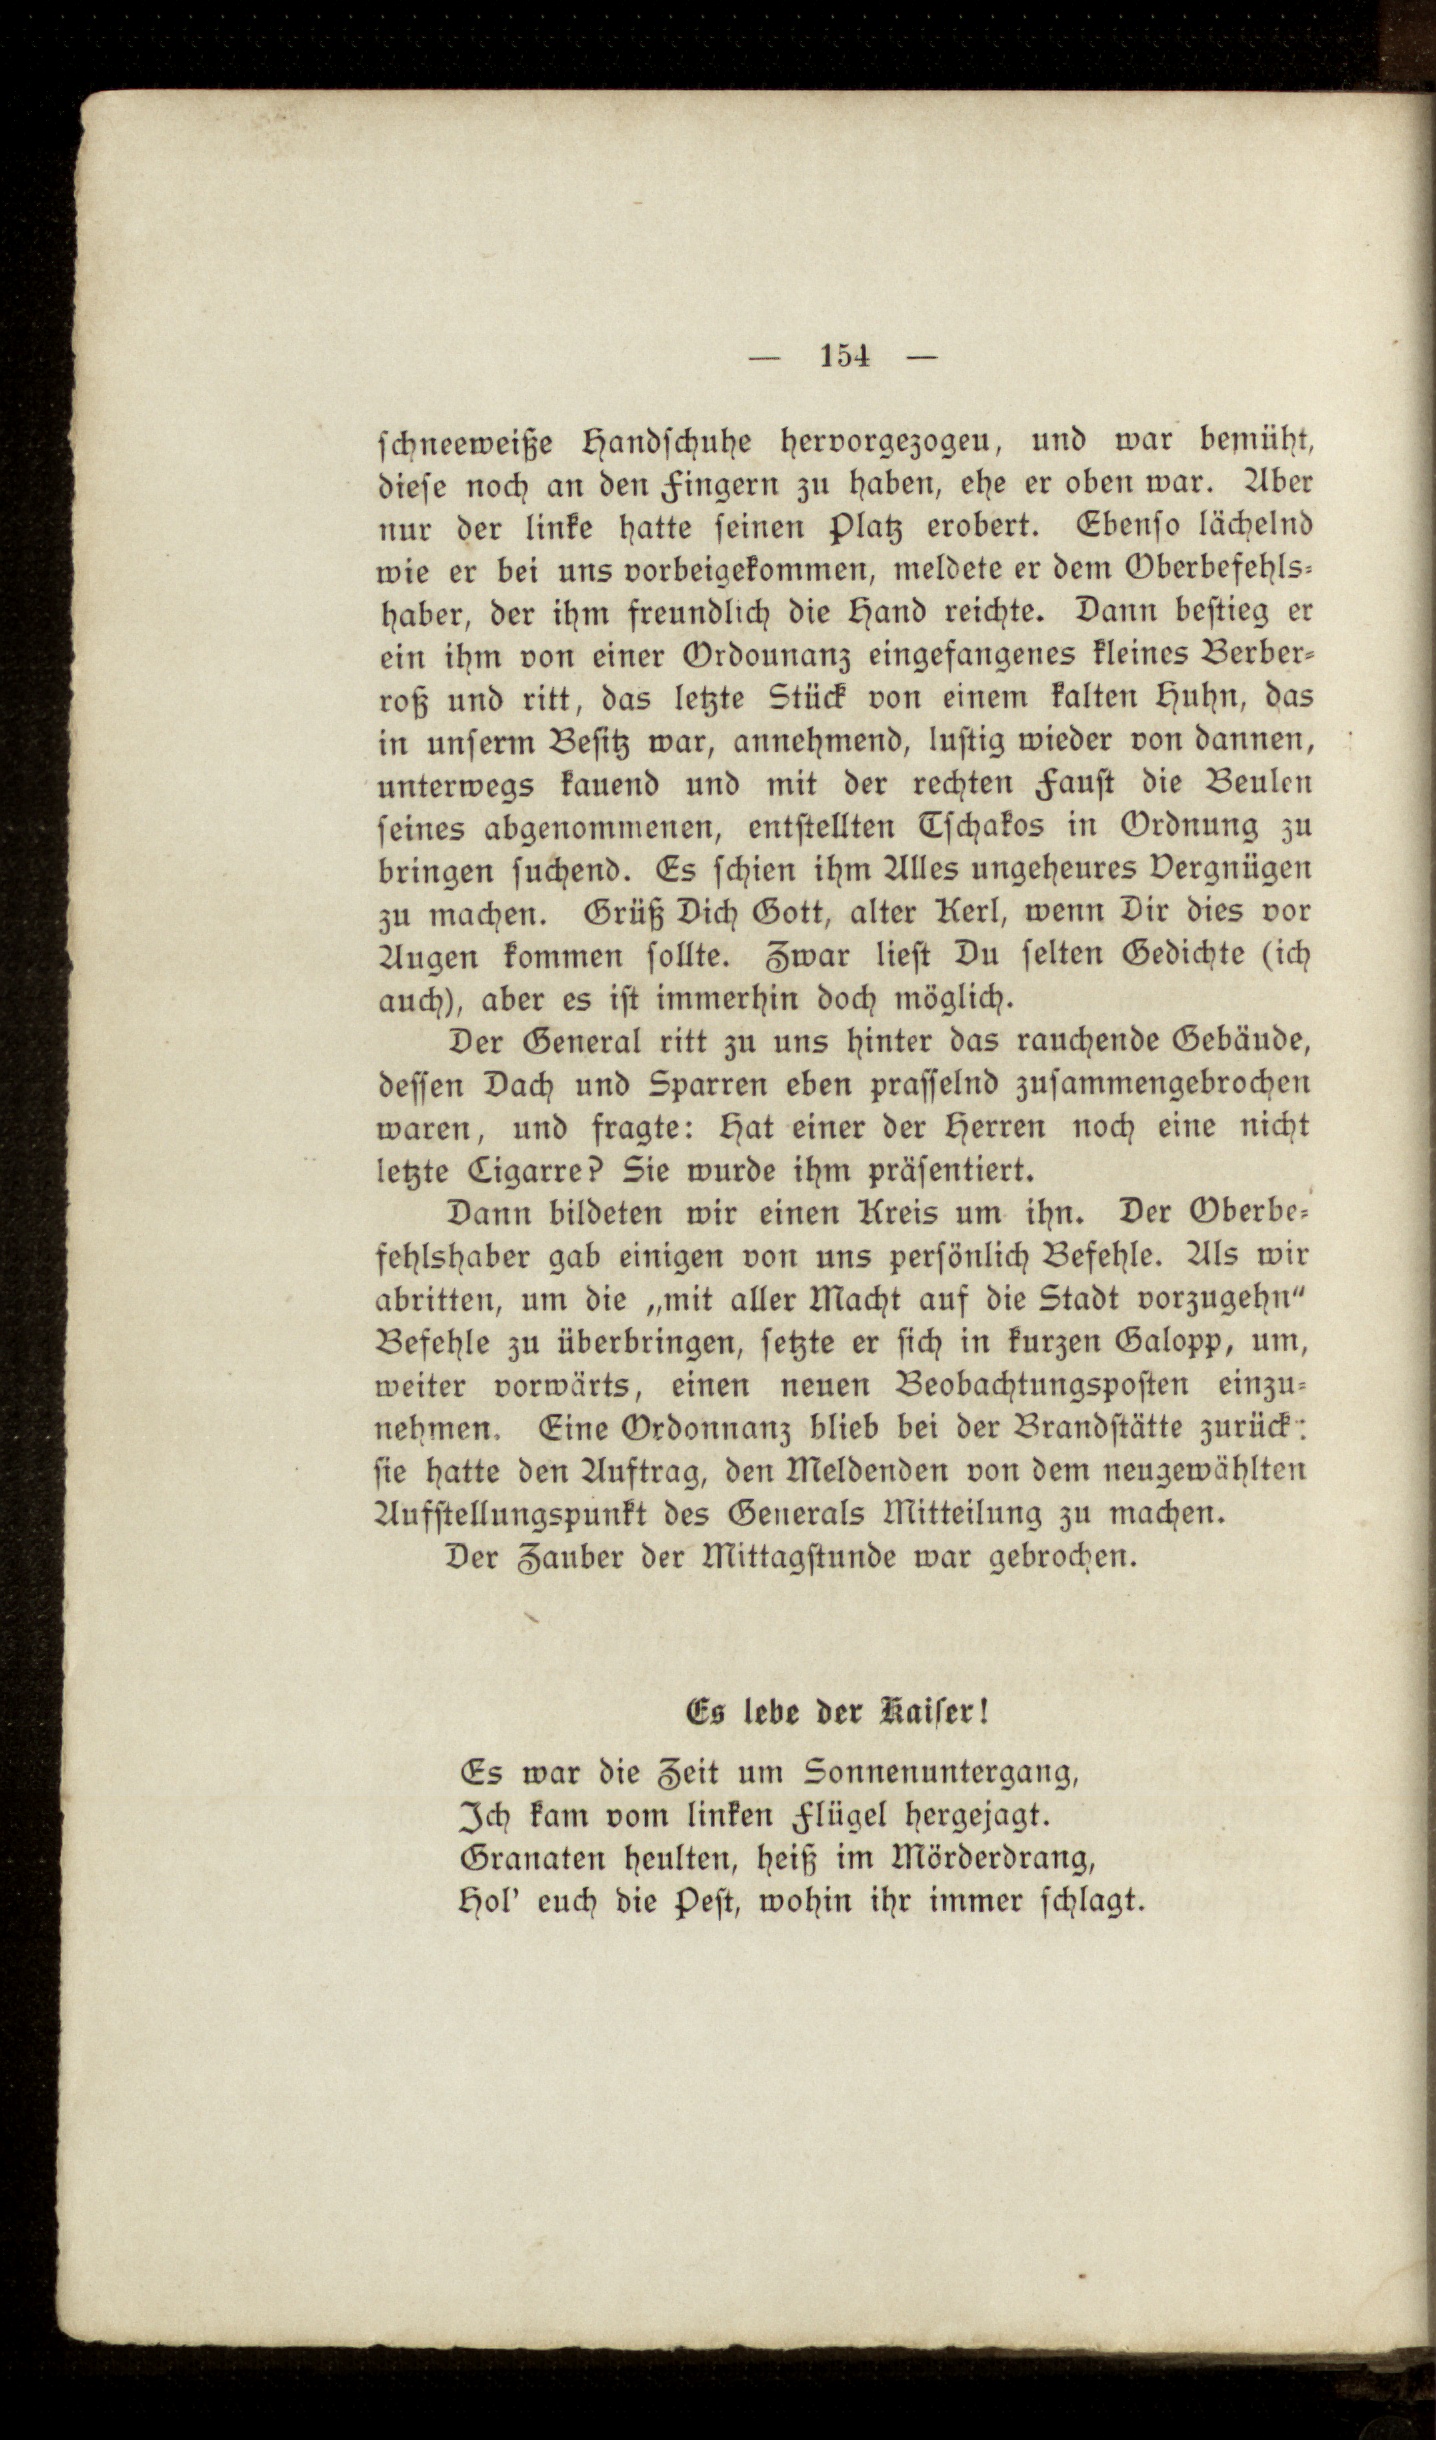 — 154 —
schneeweiße Handschuhe hervorgezogeu, und war bemüht,
diese noch an den Fingern zu haben, ehe er oben war. Aber
nur der linke hatte seinen Platz erobert. Ebenso lächelnd
wie er bei uns vorbeigekommen, meldete er dem Oberbefehls-
haber, der ihm freundlich die Hand reichte. Dann bestieg er
ein ihm von einer Ordounanz eingefangenes kleines Berber-
roß und ritt, das letzte Stück von einem kalten Huhn, das
in unserm Besitz war, annehmend, lustig wieder von dannen,
unterwegs kauend und mit der rechten Faust die Beulen
seines abgenommenen, entstellten Tschakos in Ordnung zu
bringen suchend. Es schien ihm Alles ungeheures Vergnügen
zu machen. Grüß Dich Gott, alter Kerl, wenn Dir dies vor
Augen kommen sollte. Zwar liest Du selten Gedichte (ich
auch), aber es ist immerhin doch möglich.
Der General ritt zu uns hinter das rauchende Gebäude,
dessen Dach und Sparren eben prasselnd zusammengebrochen
waren, und fragte: Hat einer der Herren noch eine nicht
letzte Cigarre? Sie wurde ihm präsentiert.
Dann bildeten wir einen Kreis um ihn. Der Oberbe-
fehlshaber gab einigen von uns persönlich Befehle. Als wir
abritten, um die „mit aller Macht auf die Stadt vorzugehn“
Befehle zu überbringen, setzte er sich in kurzen Galopp, um,
weiter vorwärts, einen neuen Beobachtungsposten einzu-
nehmen. Eine Ordonnanz blieb bei der Brandstätte zurück:
sie hatte den Auftrag, den Meldenden von dem neugewählten
Aufstellungspunkt des Generals Mitteilung zu machen.
Der Zauber der Mittagstunde war gebrochen.
Es lebe der Kaiser!
Es war die Zeit um Sonnenuntergang,
Ich kam vom linken Flügel hergejagt.
Granaten heulten, heiß im Mörderdrang,
Hol' euch die Pest, wohin ihr immer schlagt.